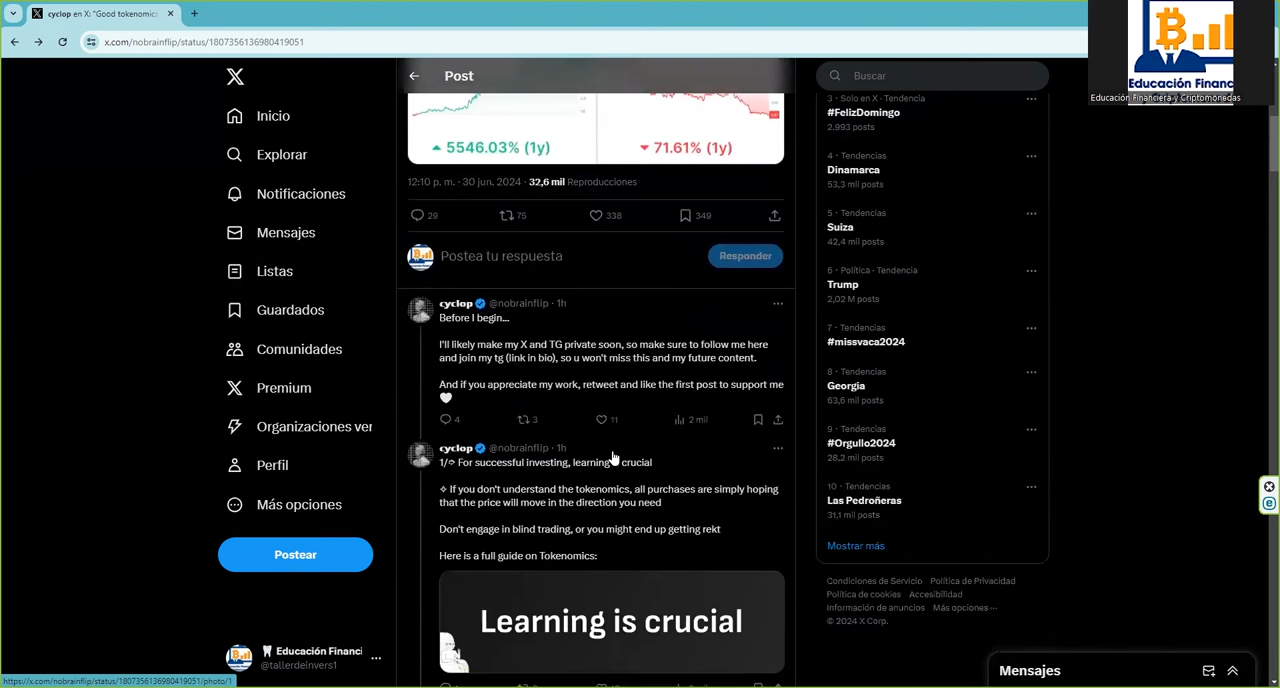 cyclop en X: "Good tokenomics
x.com/nobrainflip/status/1807356136980419051
Educación Financ
Educación Financiera y Criptomonedas
Inicio
Explorar
Notificaciones
Mensajes
Listas
Guardados
Comunidades
Premium
Organizaciones ver
Perfil
Más opciones
Postear
Educación Financi
@tallerdeinvers1
https://x.com/nobrainflip/status/1807356136980419051/photo/1
Post
5546.03% (1y)
71.61% (1y)
12:10 p. m. · 30 jun. 2024 · 32,6 mil Reproducciones
29 75 338 349
Postea tu respuesta
Responder
cyclop @nobrainflip · 1h
Before I begin...
I'll likely make my X and TG private soon, so make sure to follow me here
and join my tg (link in bio), so u won't miss this and my future content.
And if you appreciate my work, retweet and like the first post to support me
4 3 11 2 mil
cyclop @nobrainflip · 1h
1/ For successful investing, learning crucial
If you don't understand the tokenomics, all purchases are simply hoping
that the price will move in the direction you need
Don't engage in blind trading, or you might end up getting rekt
Here is a full guide on Tokenomics:
Learning is crucial
Buscar
3 · Solo en X · Tendencia
#FelizDomingo
2.993 posts
4 · Tendencias
Dinamarca
53,3 mil posts
5 · Tendencias
Suiza
42,4 mil posts
6 · Política · Tendencia
Trump
2,02 M posts
7 · Tendencias
#missvaca2024
8 · Tendencias
Georgia
63,6 mil posts
9 · Tendencias
#Orgullo2024
28,2 mil posts
10 · Tendencias
Las Pedroñeras
31,1 mil posts
Mostrar más
Condiciones de Servicio Política de Privacidad
Política de cookies Accesibilidad
Información de anuncios Más opciones ···
© 2024 X Corp.
Mensajes